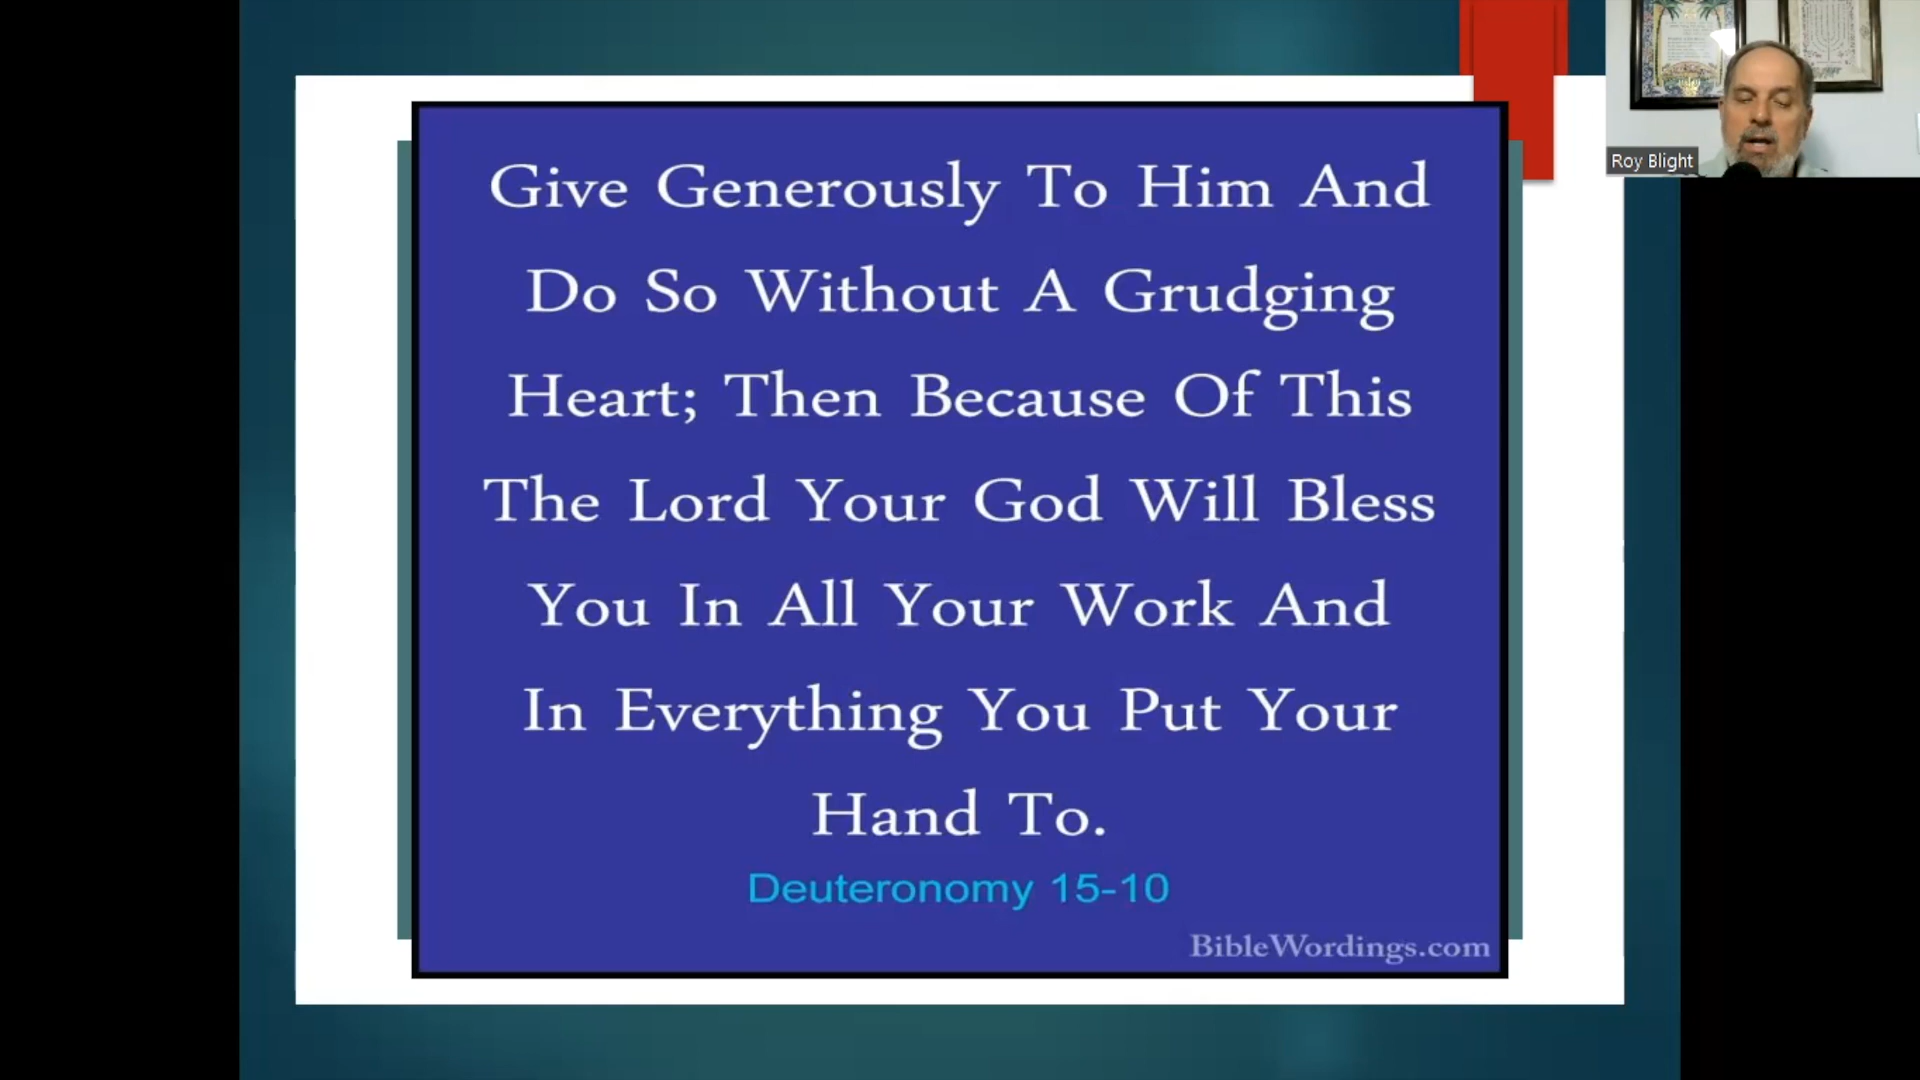 Give Generously To Him And
Do So Without A Grudging
Heart; Then Because Of This
The Lord Your God Will Bless
You In All Your Work And
In Everything You Put Your
Hand To.
Deuteronomy 15-10
BibleWordings.com
Roy Blight